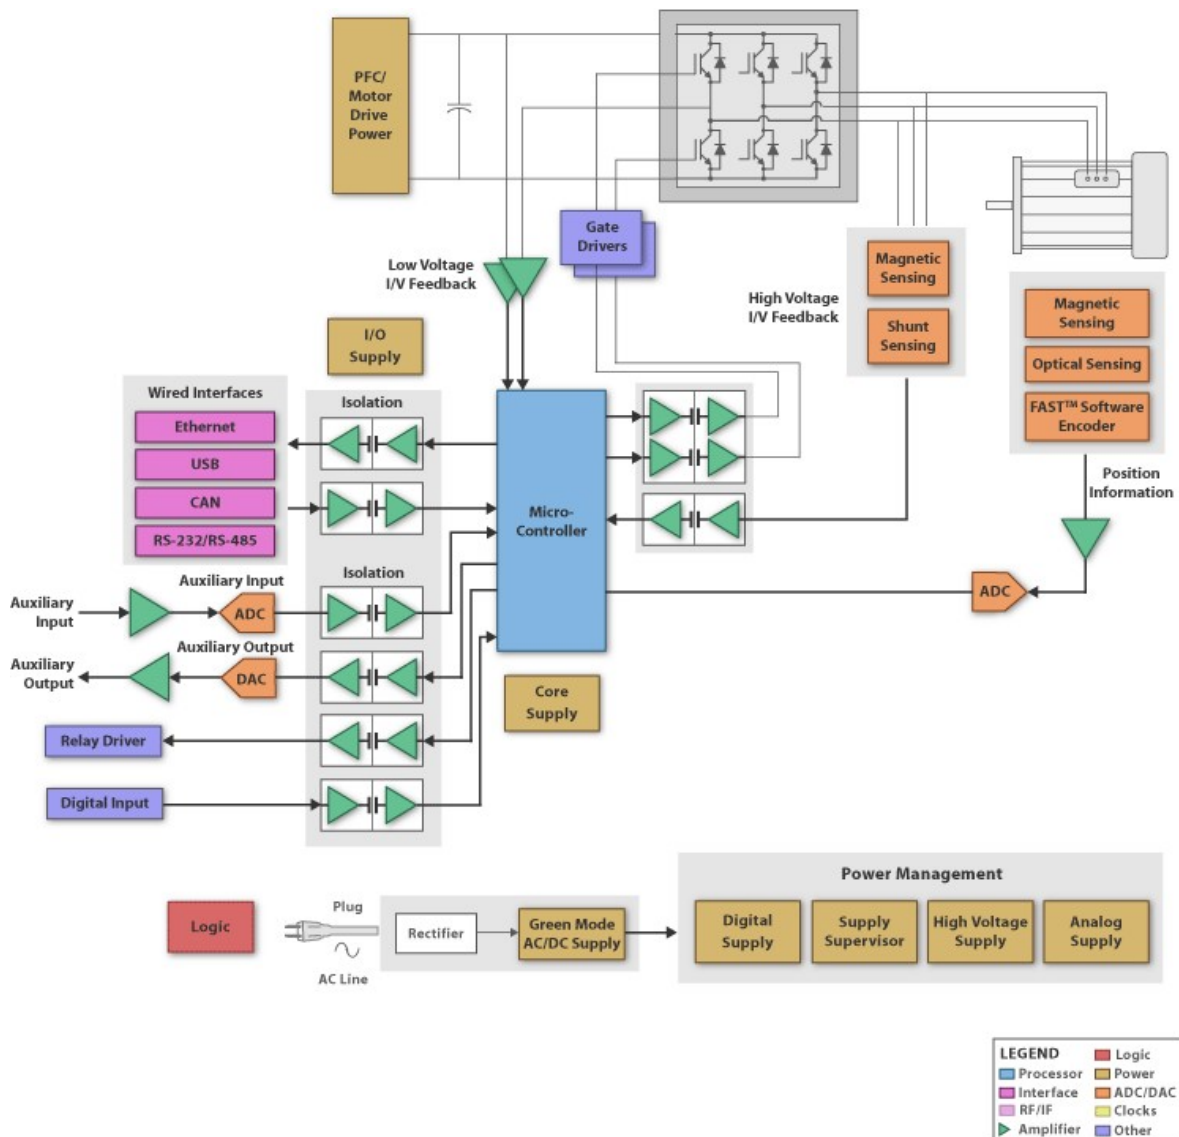 PFC/
Motor
Drive
Power
Gate
Drivers
Low Voltage
I/V Feedback
Magnetic
Sensing
High Voltage
I/V Feedback
Shunt
Sensing
Magnetic
Sensing
Optical Sensing
FAST™ Software
Encoder
I/O
Supply
Wired Interfaces
Ethernet
USB
CAN
RS-232/RS-485
Isolation
Micro-
Controller
Position
Information
Isolation
Auxiliary Input
Auxiliary
Input
ADC
ADC
Auxiliary Output
Auxiliary
Output
DAC
Core
Supply
Relay Driver
Digital Input
Power Management
Logic
Plug
AC Line
Rectifier
Green Mode
AC/DC Supply
Digital
Supply
Supply
Supervisor
High Voltage
Supply
Analog
Supply
LEGEND
Processor
Interface
RF/IF
Amplifier
Logic
Power
ADC/DAC
Clocks
Other